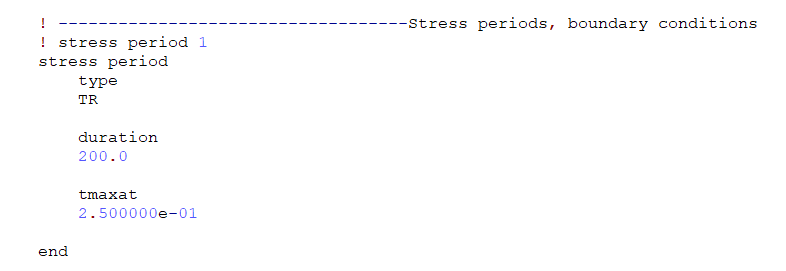 ! -----------------------------------Stress periods, boundary conditions
! stress period 1
stress period
type
TR
duration
200.0
tmaxat
2.500000e-01
end